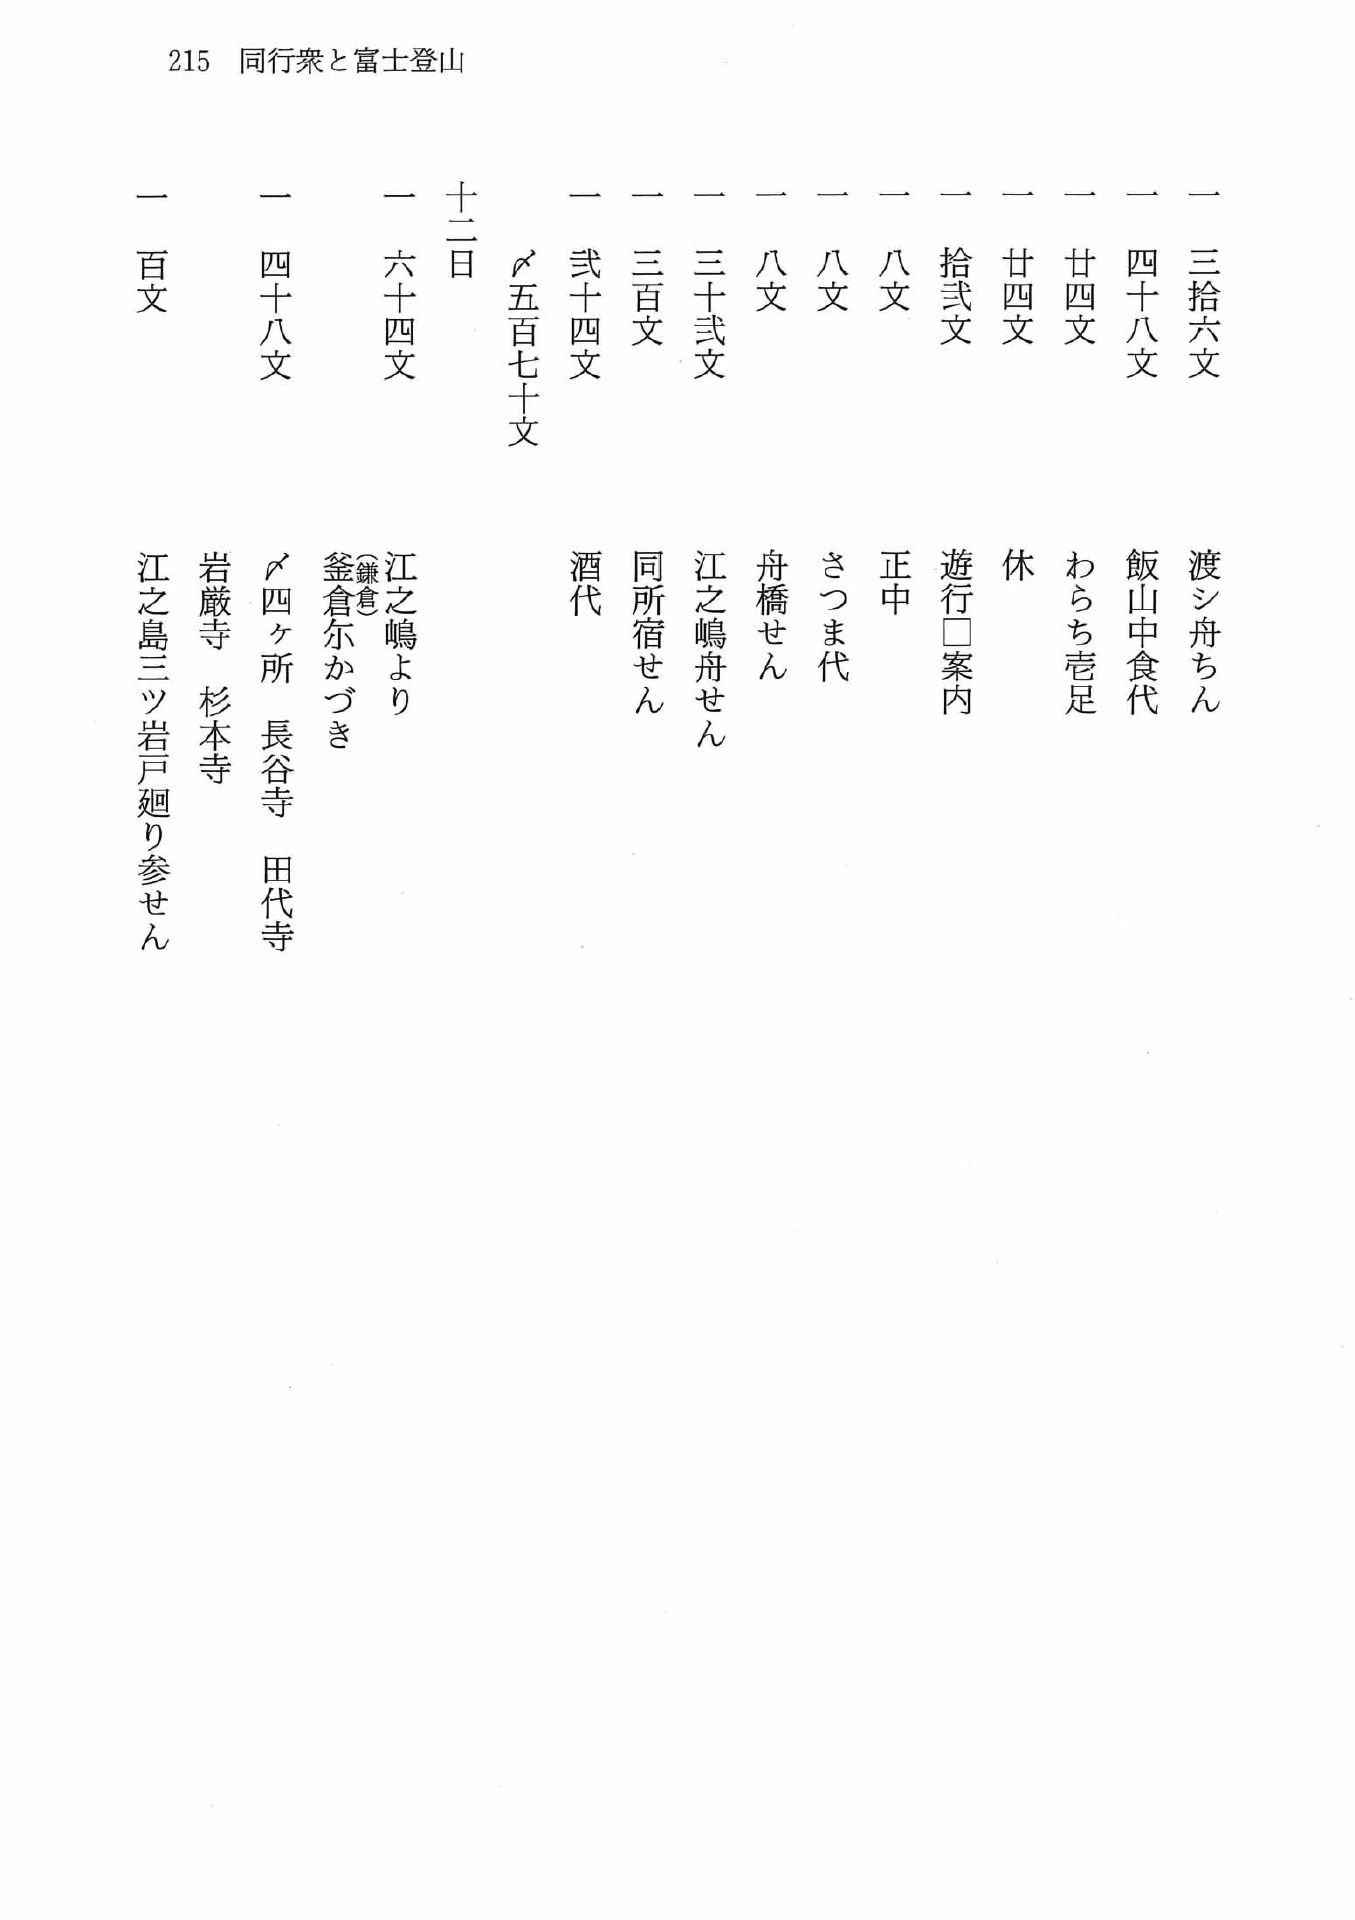 215 同行衆と富士登山
一 三拾六文 渡シ舟ちん
一 四十八文 飯山中食代
一 廿四文 わらち壱足
一 廿四文 休
一 拾弐文 遊行□案内
一 八文 正中
一 八文 さつま代
一 八文 舟橋せん
一 三十弐文 江之嶋舟せん
一 三百文 同所宿せん
一 弐十四文 酒代
〆五百七十文
十二日
一 六十四文 江之嶋より
(鎌倉)
釜倉尓かづき
一 四十八文 〆四ヶ所 長谷寺 田代寺
岩厳寺 杉本寺
一 百文 江之島三ツ岩戸廻り参せん